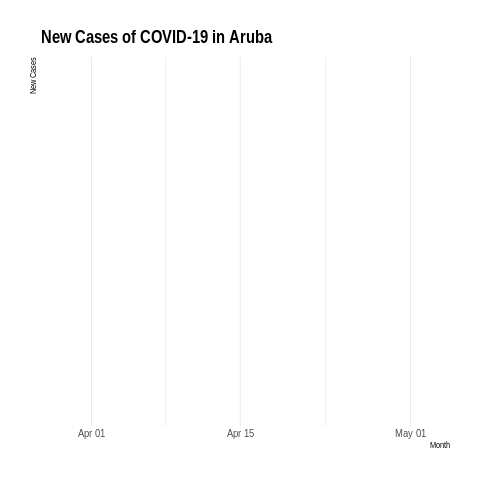 New Cases of COVID-19 in Aruba
New Cases
Apr 01
Apr 15
May 01
Month